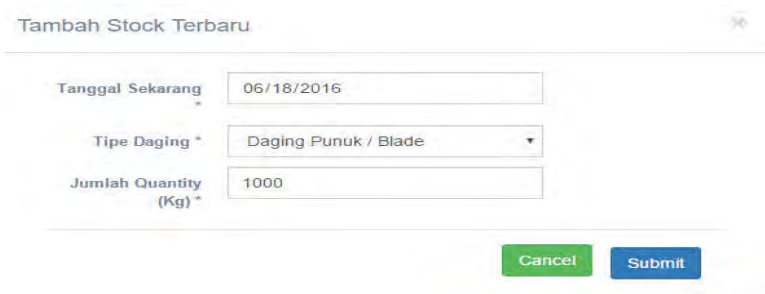 Tambah Stock Terbaru
Tanggal Sekarang
*
06/18/2016
Tipe Daging *
Daging Punuk / Blade
Jumlah Quantity
(Kg) *
1000
Cancel
Submit